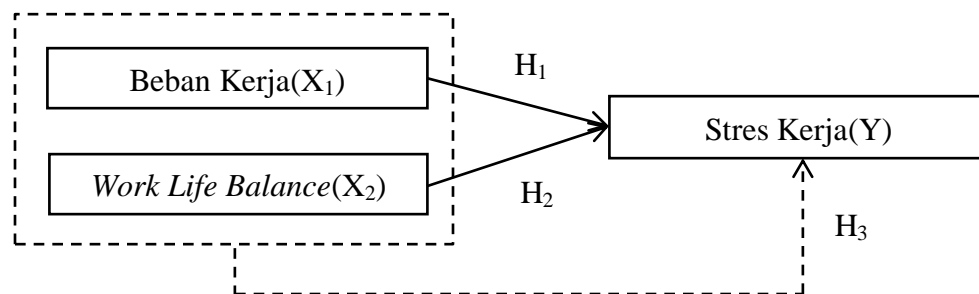 Beban Kerja(X₁)
H₁
Stres Kerja(Y)
Work Life Balance(X₂)
H₂
H₃